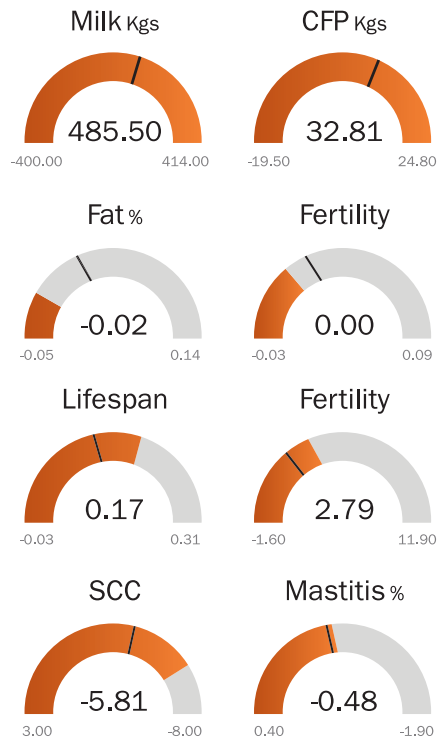 Milk Kgs
485.50
-400.00 414.00
CFP Kgs
32.81
-19.50 24.80
Fat %
-0.02
-0.05 0.14
Fertility
0.00
-0.03 0.09
Lifespan
0.17
-0.03 0.31
Fertility
2.79
-1.60 11.90
SCC
-5.81
3.00 -8.00
Mastitis %
-0.48
0.40 -1.90